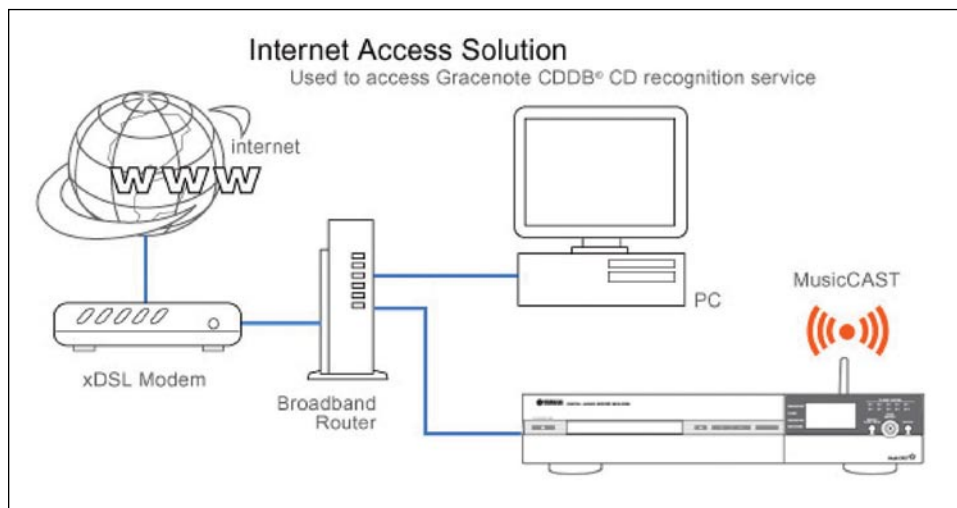 Internet Access Solution
Used to access Gracenote CDDB® CD recognition service
internet
WWW
PC
MusicCAST
xDSL Modem
Broadband
Router
YAMAHA